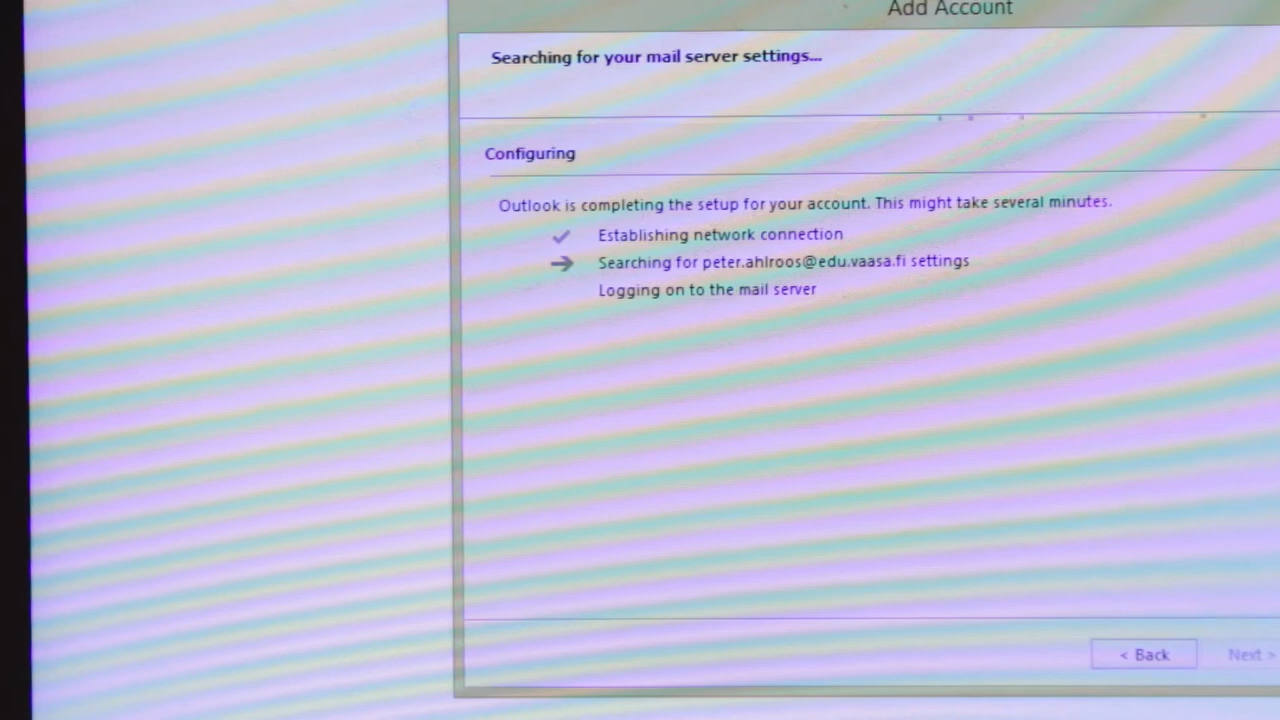 Add Account
Searching for your mail server settings...
Configuring
Outlook is completing the setup for your account. This might take several minutes.
Establishing network connection
Searching for peter.ahlroos@edu.vaasa.fi settings
Logging on to the mail server
< Back
Next >